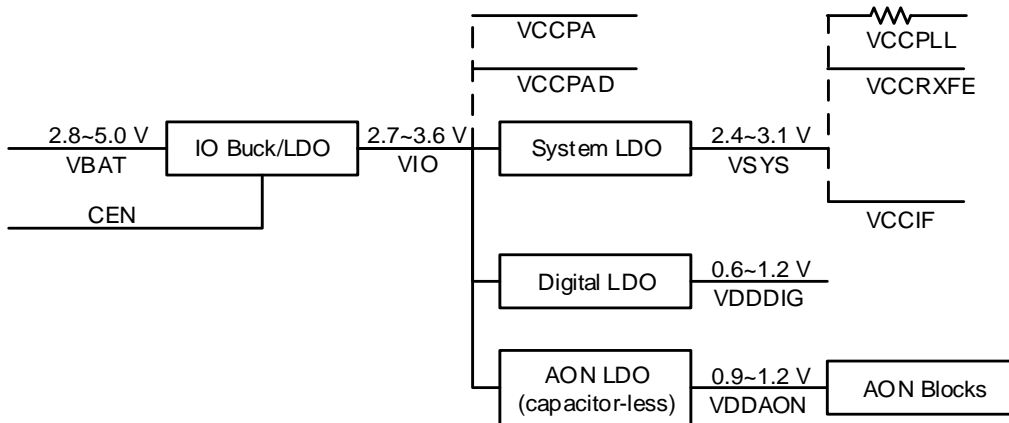 VCCPA
VCCPLL
VCCPAD
VCCRXFE
2.8~5.0 V
VBAT
IO Buck/LDO
2.7~3.6 V
VIO
System LDO
2.4~3.1 V
VSYS
CEN
VCCIF
Digital LDO
0.6~1.2 V
VDDDIG
AON LDO
(capacitor-less)
0.9~1.2 V
VDDAON
AON Blocks